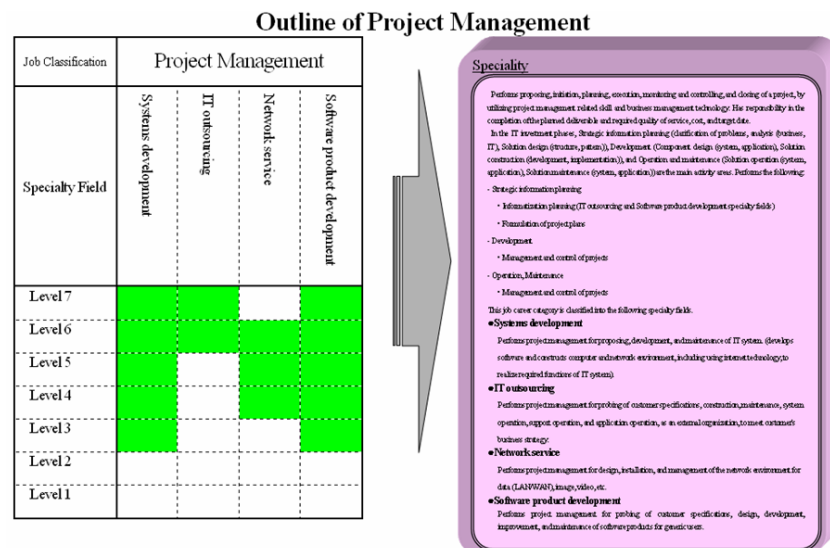 Outline of Project Management
Job Classification
Project Management
Specialty Field
Systems development
IT outsourcing
Network service
Software product development
Level 7
Level 6
Level 5
Level 4
Level 3
Level 2
Level 1
Speciality
Performs proposing, initiation, planning, execution, monitoring and controlling, and closing of a project, by
utilizing project management related skill and business management technology. Has responsibility in the
completion of the planned deliverable and required quality of service, cost, and target date.
In the IT investment phases, Strategic information planning (clarification of problems, analysis (business,
IT), Solution design (structure, pattern)), Development (Component design (system, application), Solution
construction (development, implementation)), and Operation and maintenance (Solution operation (system,
application), Solution maintenance (system, application)) are the main activity areas. Performs the following:
- Strategic information planning
・Informatization planning (IT outsourcing and Software product development specialty fields)
・Formulation of project plans
- Development
・Management and control of projects
- Operation, Maintenance
・Management and control of projects
This job career category is classified into the following specialty fields.
●Systems development
Performs project management for proposing, development, and maintenance of IT system. (develops
software and constructs computer and network environment, including using internet technology, to
realize required functions of IT system).
●IT outsourcing
Performs project management for probing of customer specifications, construction, maintenance, system
operation, support operation, and application operation, as an external organization, to meet customer's
business strategy.
●Network service
Performs project management for design, installation, and management of the network environment for
data (LAN/WAN), image, video, etc.
●Software product development
Performs project management for probing of customer specifications, design, development,
improvement, and maintenance of software products for generic users.